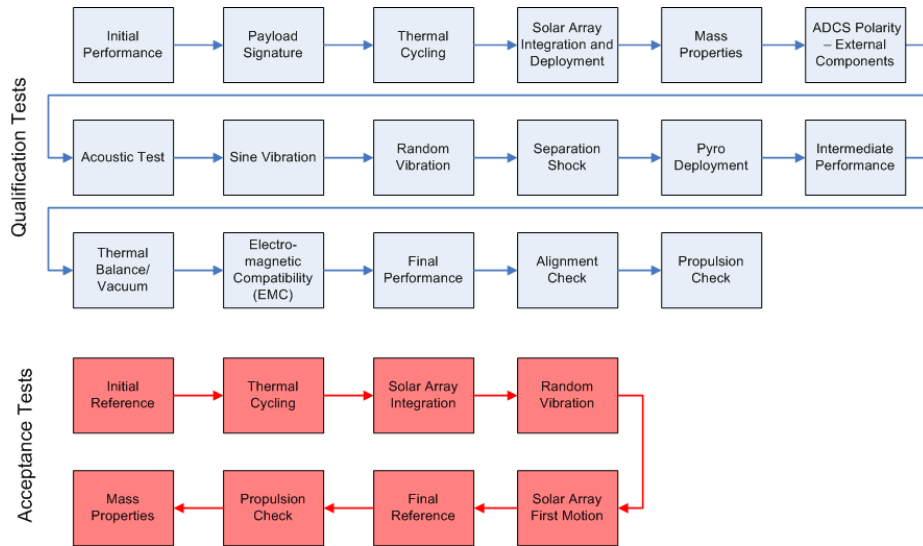 Qualification Tests
Initial
Performance
Payload
Signature
Thermal
Cycling
Solar Array
Integration and
Deployment
Mass
Properties
ADCS Polarity
– External
Components
Acoustic Test
Sine Vibration
Random
Vibration
Separation
Shock
Pyro
Deployment
Intermediate
Performance
Thermal
Balance/
Vacuum
Electro-
magnetic
Compatibility
(EMC)
Final
Performance
Alignment
Check
Propulsion
Check
Acceptance Tests
Initial
Reference
Thermal
Cycling
Solar Array
Integration
Random
Vibration
Mass
Properties
Propulsion
Check
Final
Reference
Solar Array
First Motion